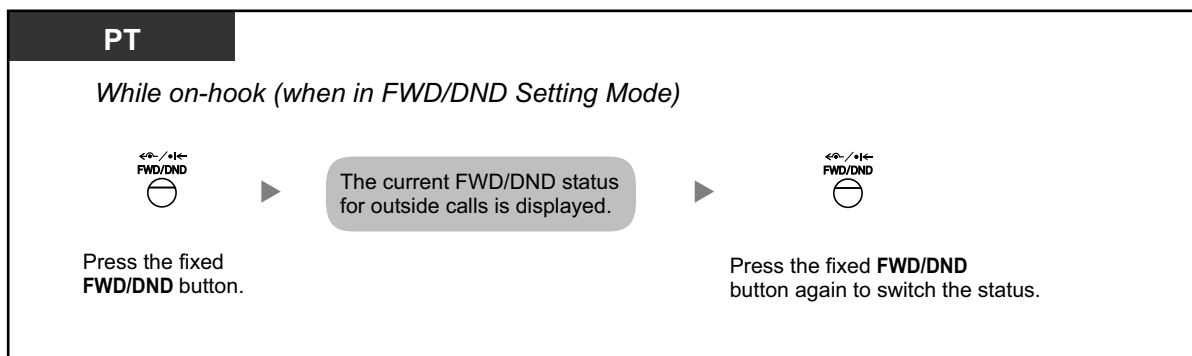 PT
While on-hook (when in FWD/DND Setting Mode)
FWD/DND
The current FWD/DND status
for outside calls is displayed.
FWD/DND
Press the fixed
FWD/DND button.
Press the fixed FWD/DND
button again to switch the status.